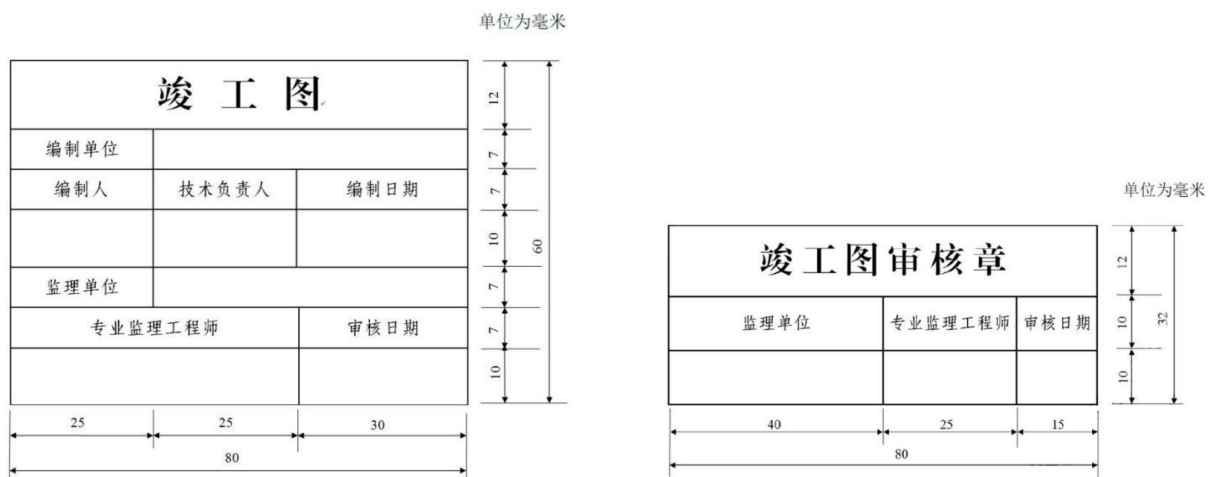 单位为毫米
竣工图
编制单位
编制人 技术负责人 编制日期
监理单位
专业监理工程师 审核日期
12
7
7
10
7
7
10
60
25 25 30
80
单位为毫米
竣工图审核章
监理单位 专业监理工程师 审核日期
12
10
10
32
40 25 15
80